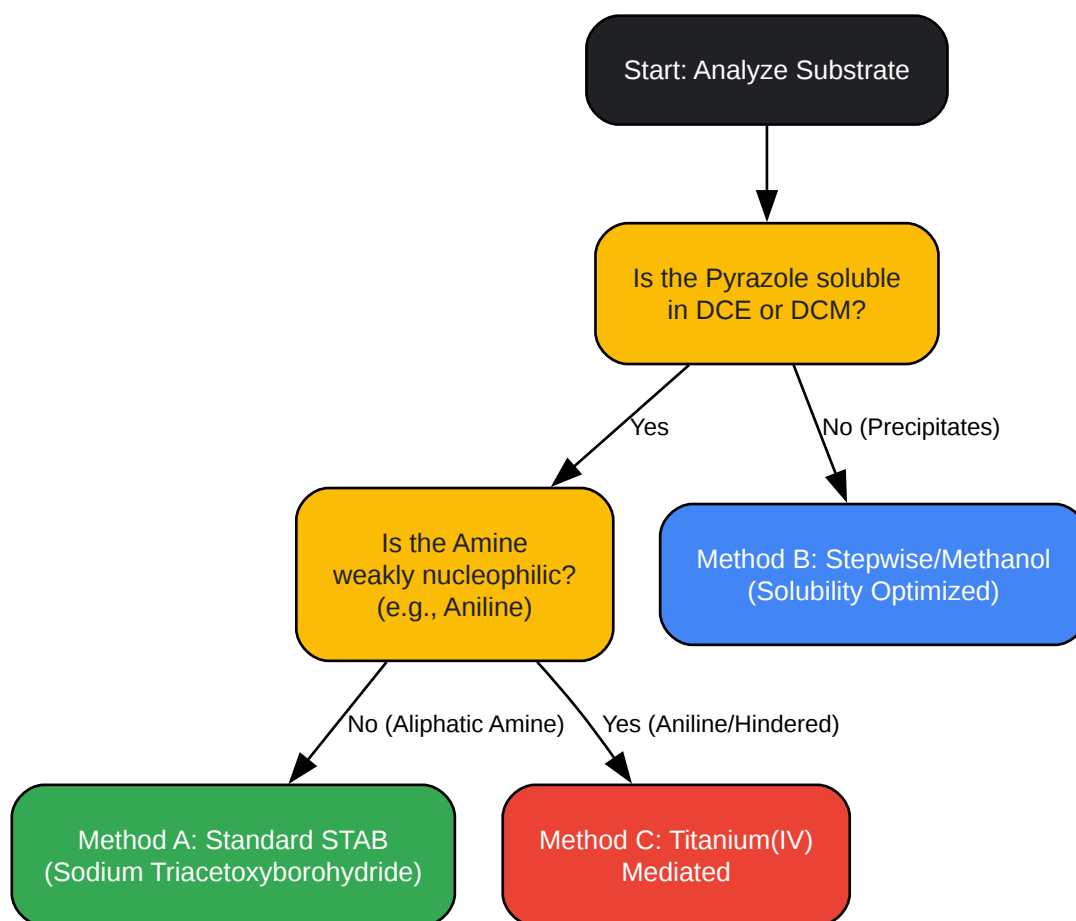 Start: Analyze Substrate
Is the Pyrazole soluble
in DCE or DCM?
Yes
No (Precipitates)
Is the Amine
weakly nucleophilic?
(e.g., Aniline)
Method B: Stepwise/Methanol
(Solubility Optimized)
No (Aliphatic Amine)
Yes (Aniline/Hindered)
Method A: Standard STAB
(Sodium Triacetoxyborohydride)
Method C: Titanium(IV)
Mediated